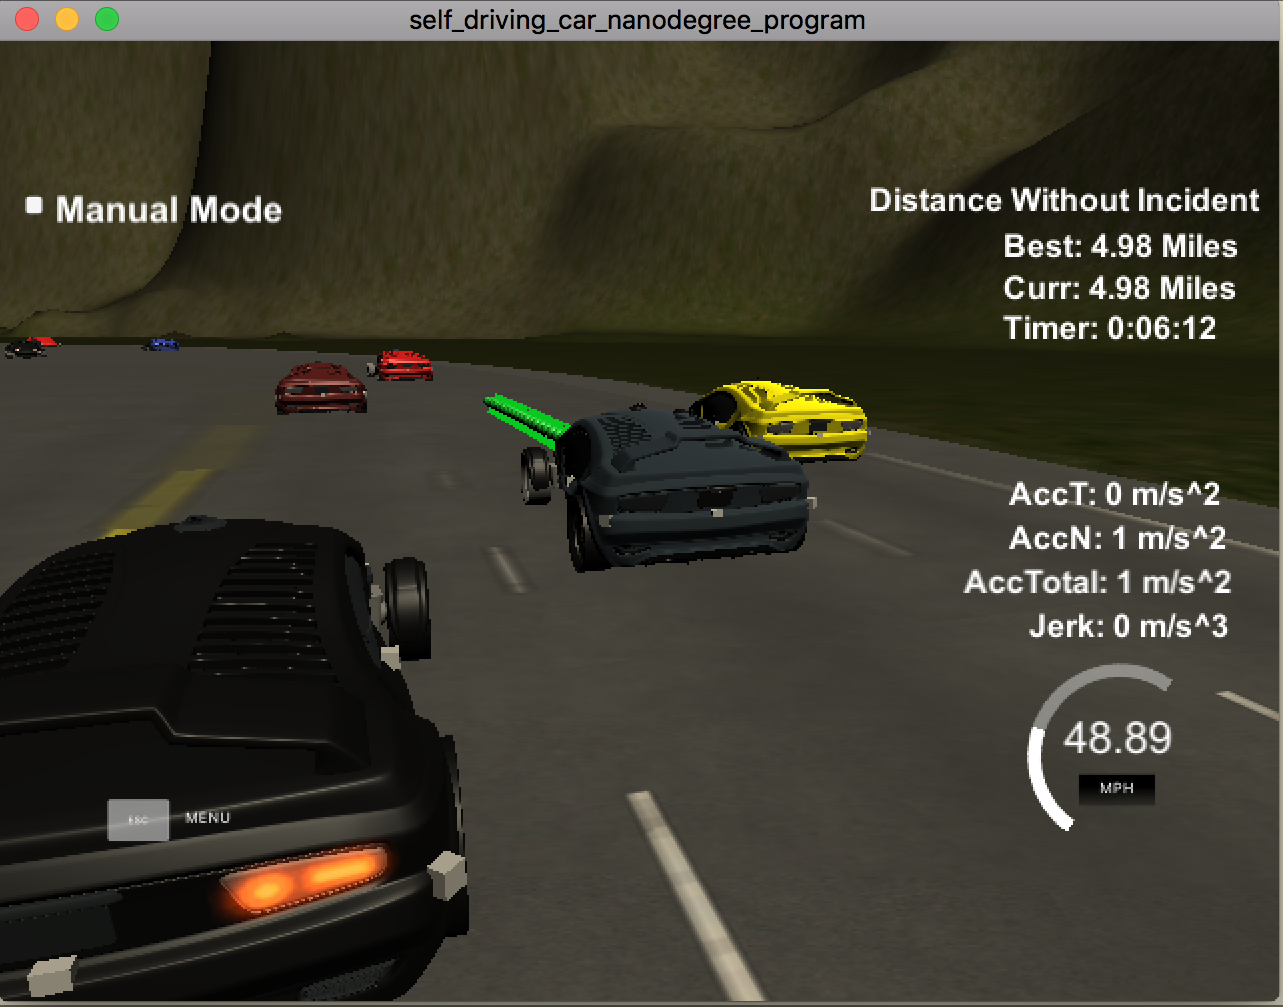 self_driving_car_nanodegree_program
Manual Mode
Distance Without Incident
Best: 4.98 Miles
Curr: 4.98 Miles
Timer: 0:06:12
AccT: 0 m/s^2
AccN: 1 m/s^2
AccTotal: 1 m/s^2
Jerk: 0 m/s^3
48.89
MPH
ESC MENU